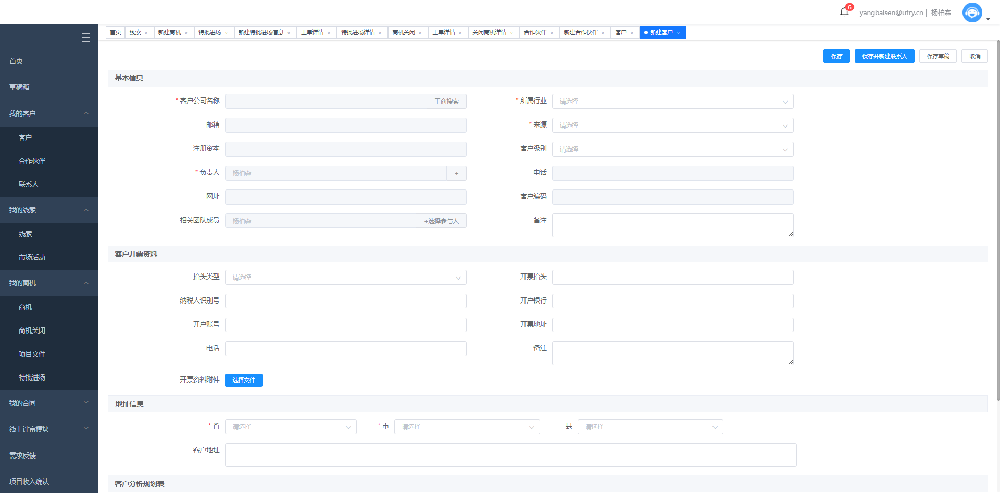 6
yangbaisen@utry.cn | 杨柏森
首页
线索 ×
新建商机 ×
特批进场 ×
新建特批进场信息 ×
工单详情 ×
特批进场详情 ×
商机关闭 ×
工单详情 ×
关闭商机详情 ×
合作伙伴 ×
新建合作伙伴 ×
客户 ×
新建客户 ×
首页
草稿箱
我的客户
客户
合作伙伴
联系人
我的线索
线索
市场活动
我的商机
商机
商机关闭
项目文件
特批进场
我的合同
线上评审模块
需求反馈
项目收入确认
保存
保存并新建联系人
保存草稿
取消
基本信息
* 客户公司名称 工商搜索
* 所属行业 请选择
邮箱
* 来源 请选择
注册资本
客户级别 请选择
* 负责人 杨柏森 +
电话
网址
客户编码
相关团队成员 杨柏森 +选择参与人
备注
客户开票资料
抬头类型 请选择
开票抬头
纳税人识别号
开户银行
开户账号
开票地址
电话
备注
开票资料附件 选择文件
地址信息
* 省 请选择
* 市 请选择
县 请选择
客户地址
客户分析规划表